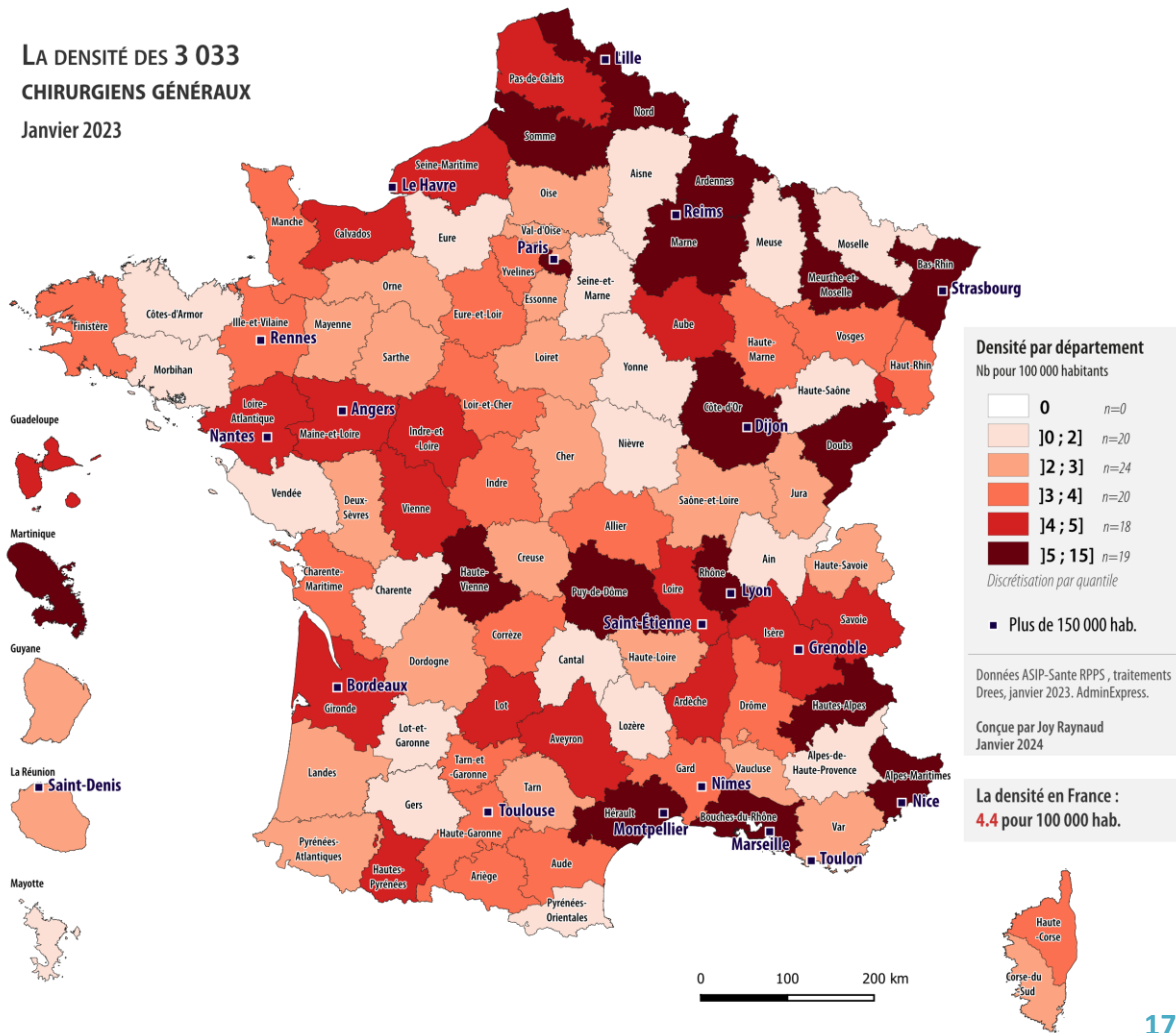 LA DENSITÉ DES 3 033
CHIRURGIENS GÉNÉRAUX
Janvier 2023
Lille
Pas-de-Calais
Nord
Somme
Seine-Maritime
Le Havre
Oise
Aisne
Ardennes
Reims
Manche
Calvados
Eure
Val-d'Oise
Paris
Marne
Meuse
Moselle
Bas-Rhin
Yvelines
Seine-et-
Marne
Meurthe-et-
Moselle
Strasbourg
Orne
Essonne
Finistère
Côtes-d'Armor
Ille-et-Vilaine
Mayenne
Eure-et-Loir
Aube
Haute-
Marne
Vosges
Rennes
Sarthe
Loiret
Haut-Rhin
Morbihan
Yonne
Haute-Saône
Loire-
Atlantique
Angers
Loir-et-Cher
Côte-d'Or
Nantes
Maine-et-Loire
Indre-et
-Loire
Dijon
Nièvre
Doubs
Cher
Vendée
Deux-
Sèvres
Vienne
Indre
Saône-et-Loire
Jura
Allier
Charente-
Maritime
Charente
Haute-
Vienne
Creuse
Puy-de-Dôme
Loire
Rhône
Ain
Haute-Savoie
Lyon
Saint-Étienne
Savoie
Isère
Corrèze
Grenoble
Dordogne
Cantal
Haute-Loire
Bordeaux
Gironde
Lot
Ardèche
Drôme
Hautes-Alpes
Lot-et-
Garonne
Aveyron
Lozère
Alpes-de-
Haute-Provence
Alpes-Maritimes
Landes
Tarn-et
-Garonne
Tarn
Gard
Vaucluse
Nîmes
Nice
Gers
Toulouse
Hérault
Montpellier
Bouches-du-Rhône
Marseille
Var
Toulon
Pyrénées-
Atlantiques
Haute-Garonne
Hautes-
Pyrénées
Ariège
Aude
Pyrénées-
Orientales
Haute
-Corse
Corse-du
Sud
Guadeloupe
Martinique
Guyane
La Réunion
Saint-Denis
Mayotte
Densité par département
Nb pour 100 000 habitants
0 n=0
]0 ; 2] n=20
]2 ; 3] n=24
]3 ; 4] n=20
]4 ; 5] n=18
]5 ; 15] n=19
Discrétisation par quantile
Plus de 150 000 hab.
Données ASIP-Sante RPPS , traitements
Drees, janvier 2023. AdminExpress.
Conçue par Joy Raynaud
Janvier 2024
La densité en France :
4.4 pour 100 000 hab.
0 100 200 km
17